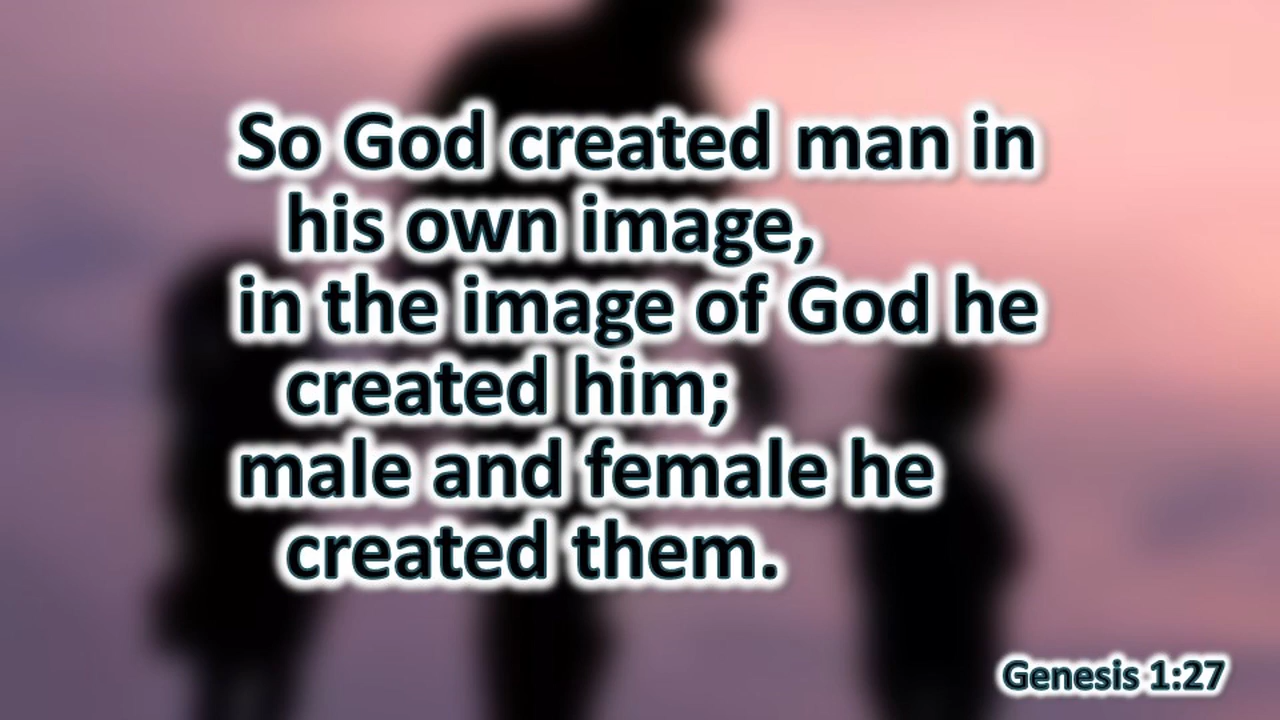 So God created man in
his own image,
in the image of God he
created him;
male and female he
created them.
Genesis 1:27